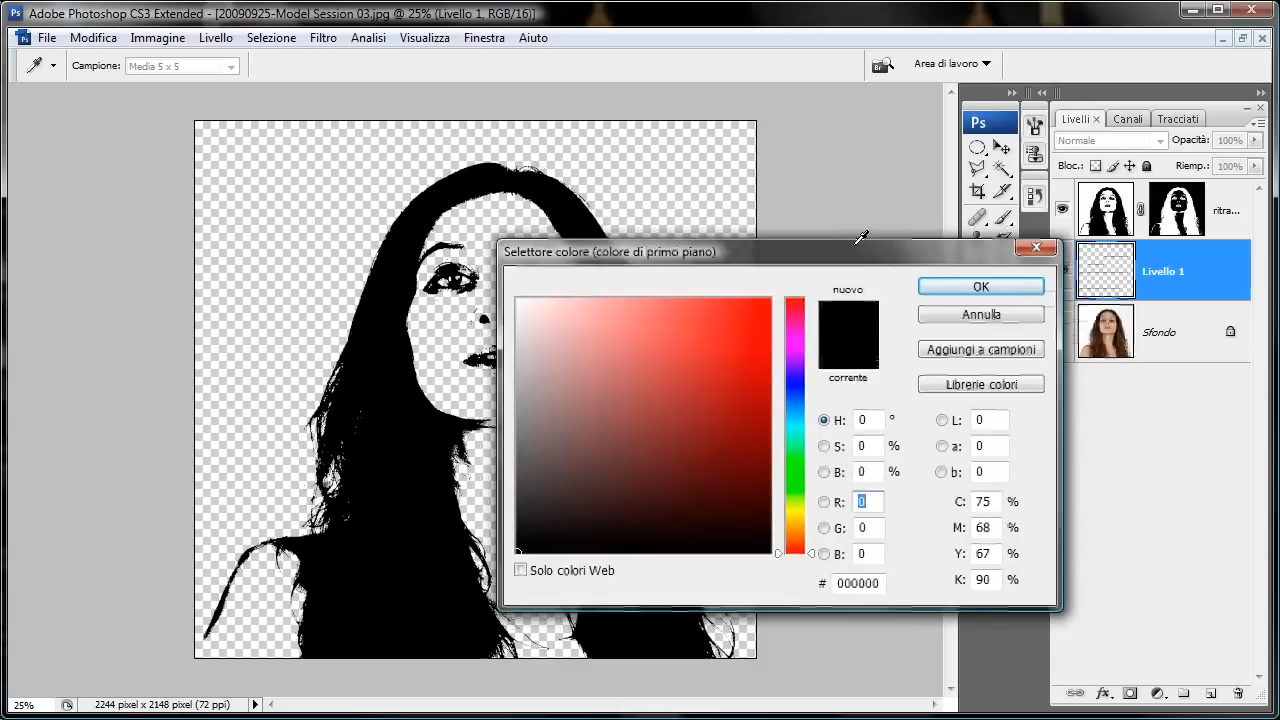 Ps Adobe Photoshop CS3 Extended - [20090925-Model Session 03.jpg @ 25% (Livello 1, RGB/16)]
Ps File Modifica Immagine Livello Selezione Filtro Analisi Visualizza Finestra Aiuto
Campione: Media 5 x 5 Br Area di lavoro
Ps
Livelli Canali Tracciati
Normale Opacità: 100%
Bloc.: Riemp.: 100%
ritra...
Livello 1
Sfondo
Selettore colore (colore di primo piano)
nuovo
corrente
OK
Annulla
Aggiungi a campioni
Librerie colori
H: 0 °
S: 0 %
B: 0 %
R: 0
G: 0
B: 0
# 000000
L: 0
a: 0
b: 0
C: 75 %
M: 68 %
Y: 67 %
K: 90 %
Solo colori Web
25% 2244 pixel x 2148 pixel (72 ppi)
fx